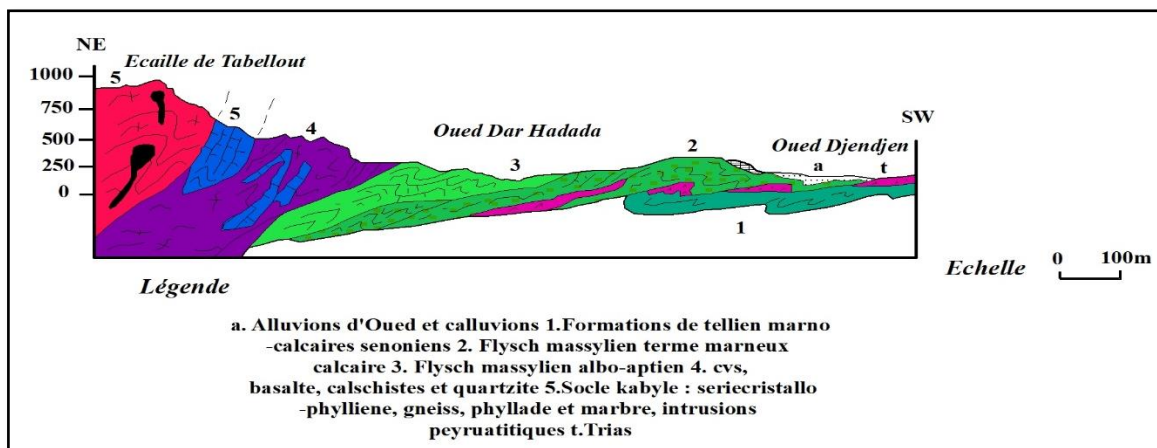 NE
Ecaille de Tabellout
1000
750
500
250
0
5
5
4
Oued Dar Hadada
3
2
SW
Oued Djendjen
a
t
1
Légende
Echelle
0 100m
a. Alluvions d'Oued et calluvions 1.Formations de tellien marno
-calcaires senoniens 2. Flysch massylien terme marneux
calcaire 3. Flysch massylien albo-aptien 4. cvs,
basalte, calschistes et quartzite 5.Socle kabyle : seriecristallo
-phylliene, gneiss, phyllade et marbre, intrusions
peyruatitiques t.Trias